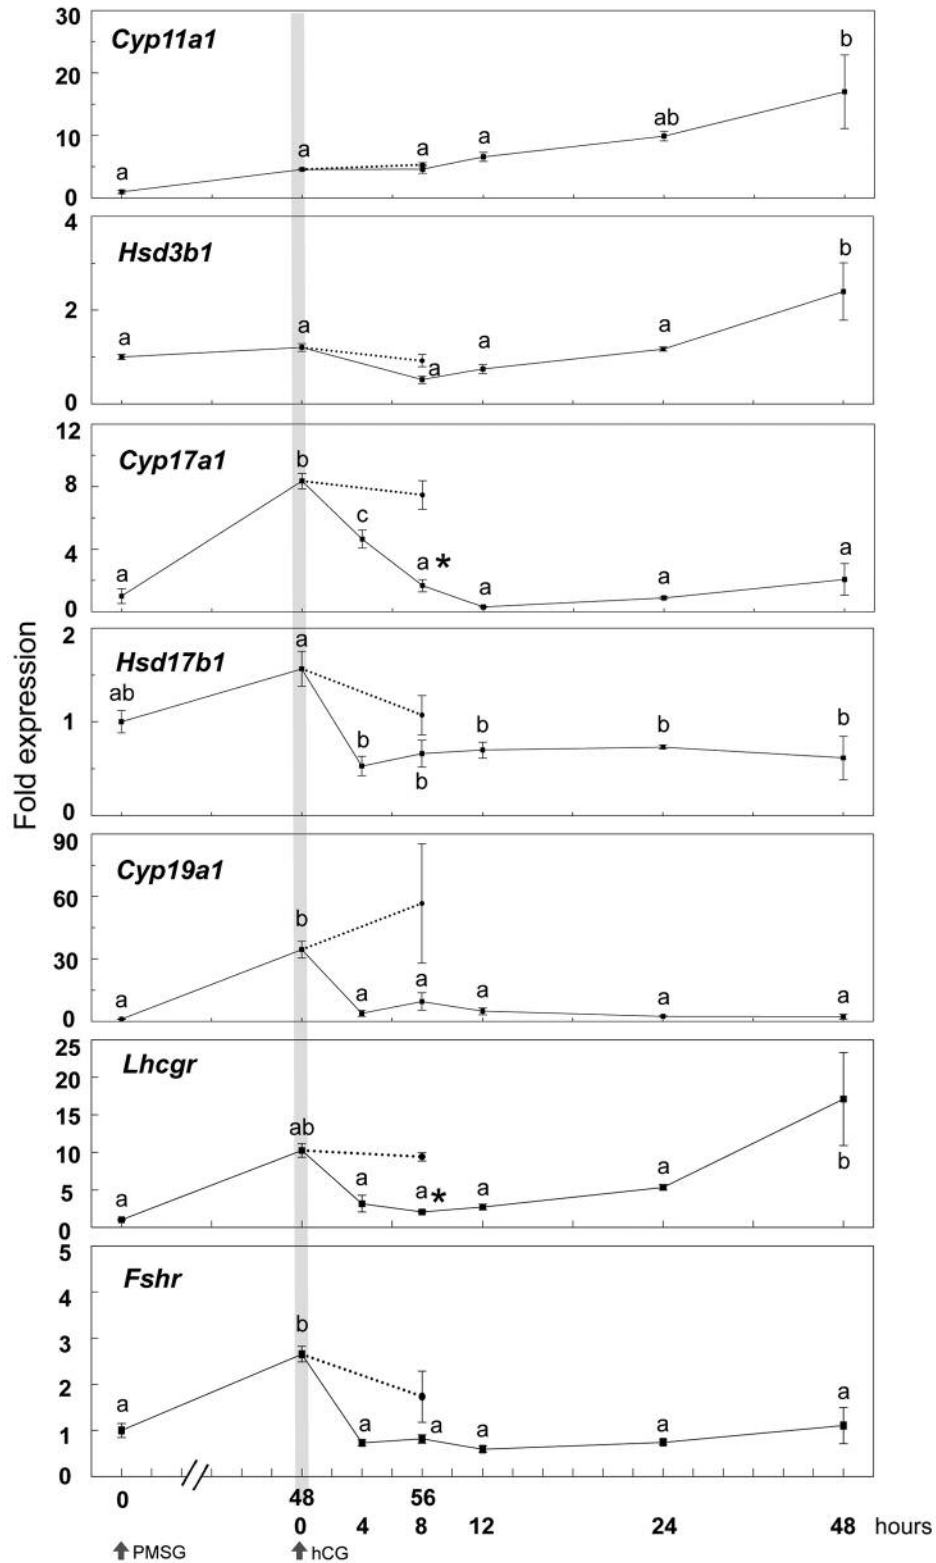 Fold expression
30
Cyp11a1
b
20
ab
10
a
a
a
a
0
4
Hsd3b1
b
2
a
a
a
a
a
0
12
Cyp17a1
b
8
c
4
a
a *
a
a
a
0
2
Hsd17b1
a
ab
1
b
b
b
b
b
0
90
Cyp19a1
60
b
30
a
a
a
a
a
a
0
25
Lhcgr
20
15
ab
10
b
a
a
a
a *
a
5
0
5
Fshr
4
b
3
2
a
a
a
a
a
a
1
0
0 48 56
0 4 8 12 24 48 hours
PMSG hCG